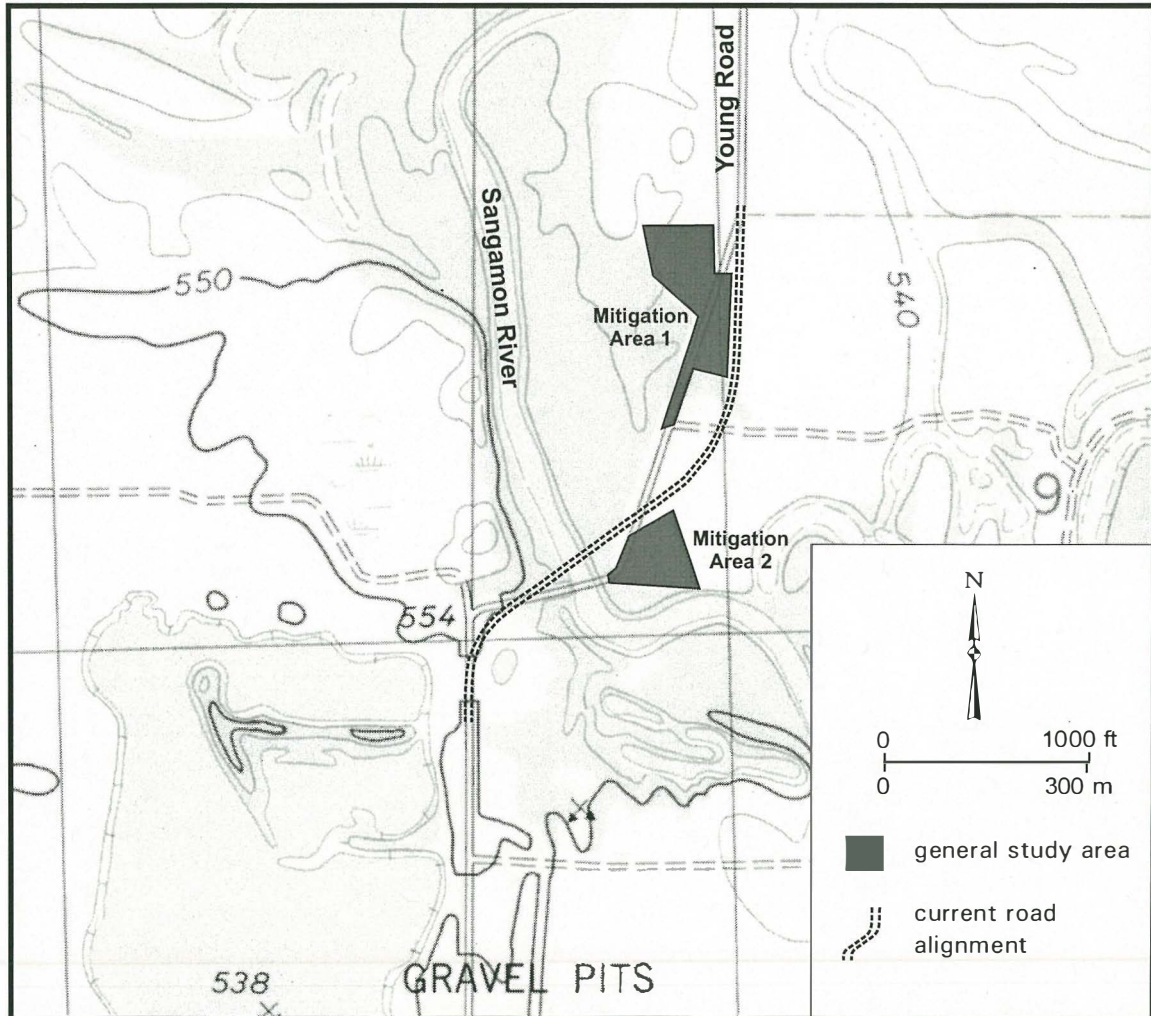 Young Road
Sangamon River
550
540
Mitigation
Area 1
9
Mitigation
Area 2
554
N
0 1000 ft
0 300 m
general study area
current road
alignment
538
GRAVEL PITS